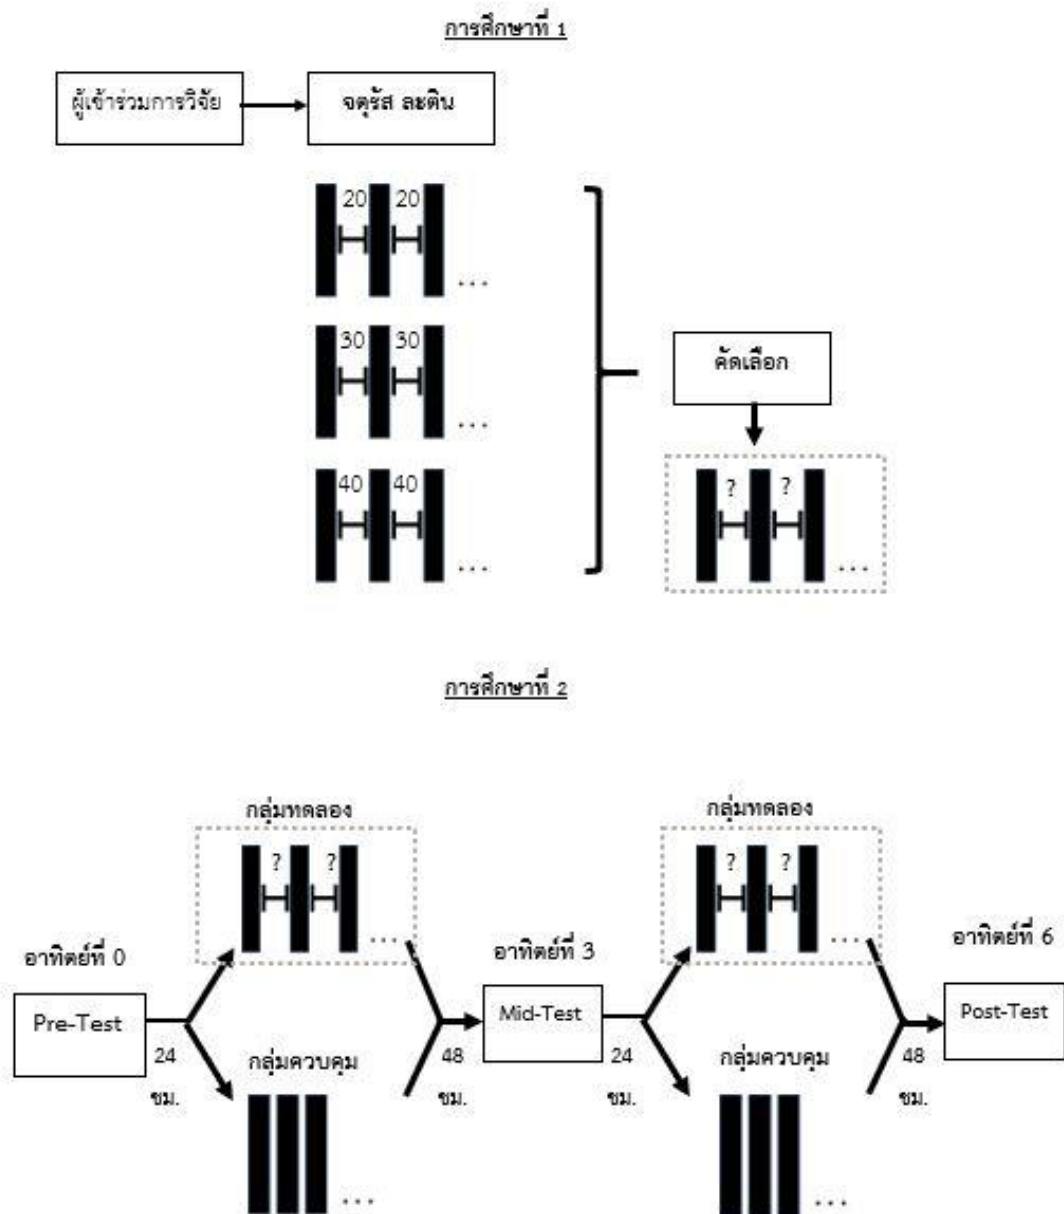 การศึกษาที่ 1
ผู้เข้าร่วมการวิจัย
จตุรัส ละติน
20 20
...
30 30
...
คัดเลือก
40 40
...
? ?
...
การศึกษาที่ 2
กลุ่มทดลอง
? ?
...
กลุ่มทดลอง
? ?
...
อาทิตย์ที่ 0
อาทิตย์ที่ 3
อาทิตย์ที่ 6
Pre-Test
Mid-Test
Post-Test
24
ชม.
กลุ่มควบคุม
...
48
ชม.
24
ชม.
กลุ่มควบคุม
...
48
ชม.